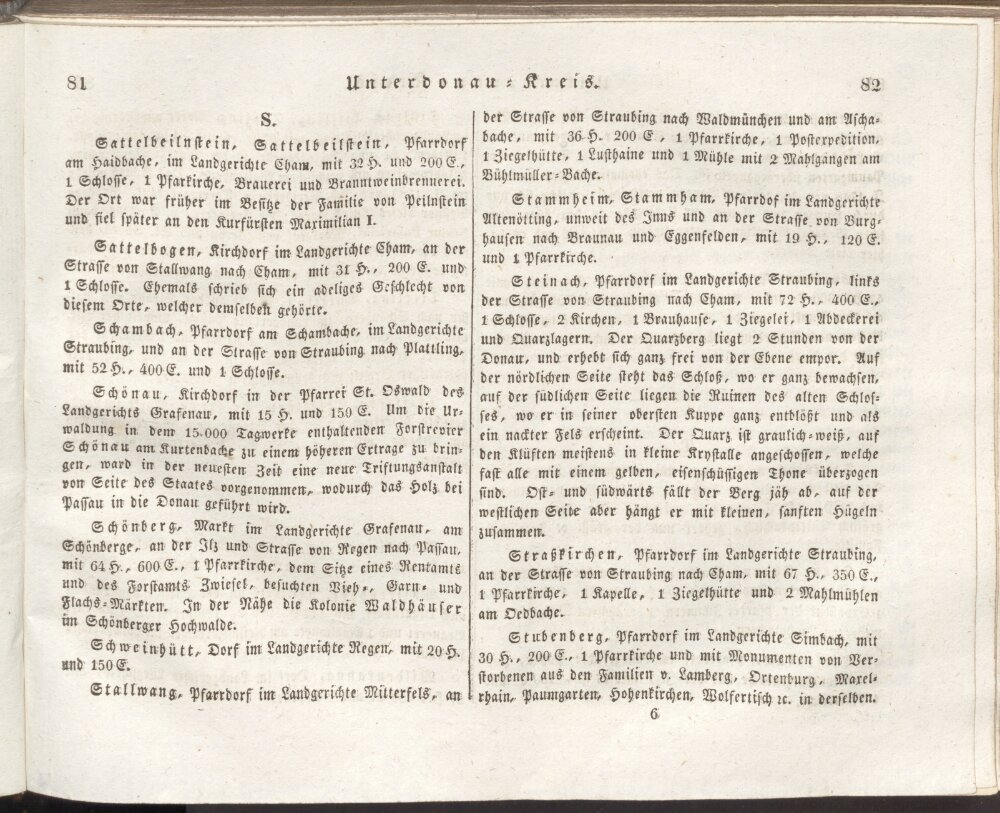 81
Unterdonau-Kreis.
82
S.
Sattelbeilnstein, Sattelbeilstein, Pfarrdorf
am Haidbache, im Landgerichte Cham, mit 32 H. und 200 E.,
1 Schlosse, 1 Pfarkirche, Brauerei und Branntweinbrennerei.
Der Ort war früher im Besitze der Familie von Peilnstein
und fiel später an den Kurfürsten Maximilian I.
Sattelbogen, Kirchdorf im Landgerichte Cham, an der
Strasse von Stallwang nach Cham, mit 31 H., 200 E. und
1 Schlosse. Ehemals schrieb sich ein adeliges Geschlecht von
diesem Orte, welcher demselben gehörte.
Schambach, Pfarrdorf am Schambache, im Landgerichte
Straubing, und an der Strasse von Straubing nach Plattling,
mit 52 H., 400 E. und 1 Schlosse.
Schönau, Kirchdorf in der Pfarrei St. Oswald des
Landgerichts Grafenau, mit 15 H. und 150 E. Um die Ur-
waldung in dem 15,000 Tagwerke enthaltenden Forstrevier
Schönau am Kurtenbache zu einem höheren Ertrage zu brin-
gen, ward in der neuesten Zeit eine neue Triftungsanstalt
von Seite des Staates vorgenommen, wodurch das Holz bei
Passau in die Donau geführt wird.
Schönberg, Markt im Landgerichte Grafenau, am
Schönberge, an der Ilz und Strasse von Regen nach Passau,
mit 64 H., 600 E., 1 Pfarrkirche, dem Sitze eines Rentamts
und des Forstamts Zwiesel, besuchten Vieh-, Garn- und
Flachs-Märkten. In der Nähe die Kolonie Waldhäuser
im Schönberger Hochwalde.
Schweinhütt, Dorf im Landgerichte Regen, mit 20 H.
und 150 E.
Stallwang, Pfarrdorf im Landgerichte Mitterfels, an
der Strasse von Straubing nach Waldmünchen und am Ascha-
bache, mit 36 H. 200 E., 1 Pfarrkirche, 1 Postexpedition,
1 Ziegelhütte, 1 Lusthaine und 1 Mühle mit 2 Mahlgängen am
Bühlmüller-Bache.
Stammheim, Stammham, Pfarrdof im Landgerichte
Altenötting, unweit des Inns und an der Strasse von Burg-
hausen nach Braunau und Eggenfelden, mit 19 H., 120 E.
und 1 Pfarrkirche.
Steinach, Pfarrdorf im Landgerichte Straubing, links
der Strasse von Straubing nach Cham, mit 72 H., 400 E.,
1 Schlosse, 2 Kirchen, 1 Brauhause, 1 Ziegelei, 1 Abdeckerei
und Quarzlagern. Der Quarzberg liegt 2 Stunden von der
Donau, und erhebt sich ganz frei von der Ebene empor. Auf
der nördlichen Seite steht das Schloß, wo er ganz bewachsen,
auf der südlichen Seite liegen die Ruinen des alten Schlos-
ses, wo er in seiner obersten Kuppe ganz entblößt und als
ein nackter Fels erscheint. Der Quarz ist graulich-weiß, auf
den Klüften meistens in kleine Krystalle angeschossen, welche
fast alle mit einem gelben, eisenschüssigen Thone überzogen
sind. Ost- und südwärts fällt der Berg jäh ab, auf der
westlichen Seite aber hängt er mit kleinen, sanften Hügeln
zusammen.
Straßkirchen, Pfarrdorf im Landgerichte Straubing,
an der Strasse von Straubing nach Cham, mit 67 H., 350 E.,
1 Pfarrkirche, 1 Kapelle, 1 Ziegelhütte und 2 Mahlmühlen
am Oedbache.
Stubenberg, Pfarrdorf im Landgerichte Simbach, mit
30 H., 200 E., 1 Pfarrkirche und mit Monumenten von Ver-
storbenen aus den Familien v. Lamberg, Ortenburg, Maxel-
rhain, Paumgarten, Hohenkirchen, Wolfertisch ꝛc. in derselben.
6